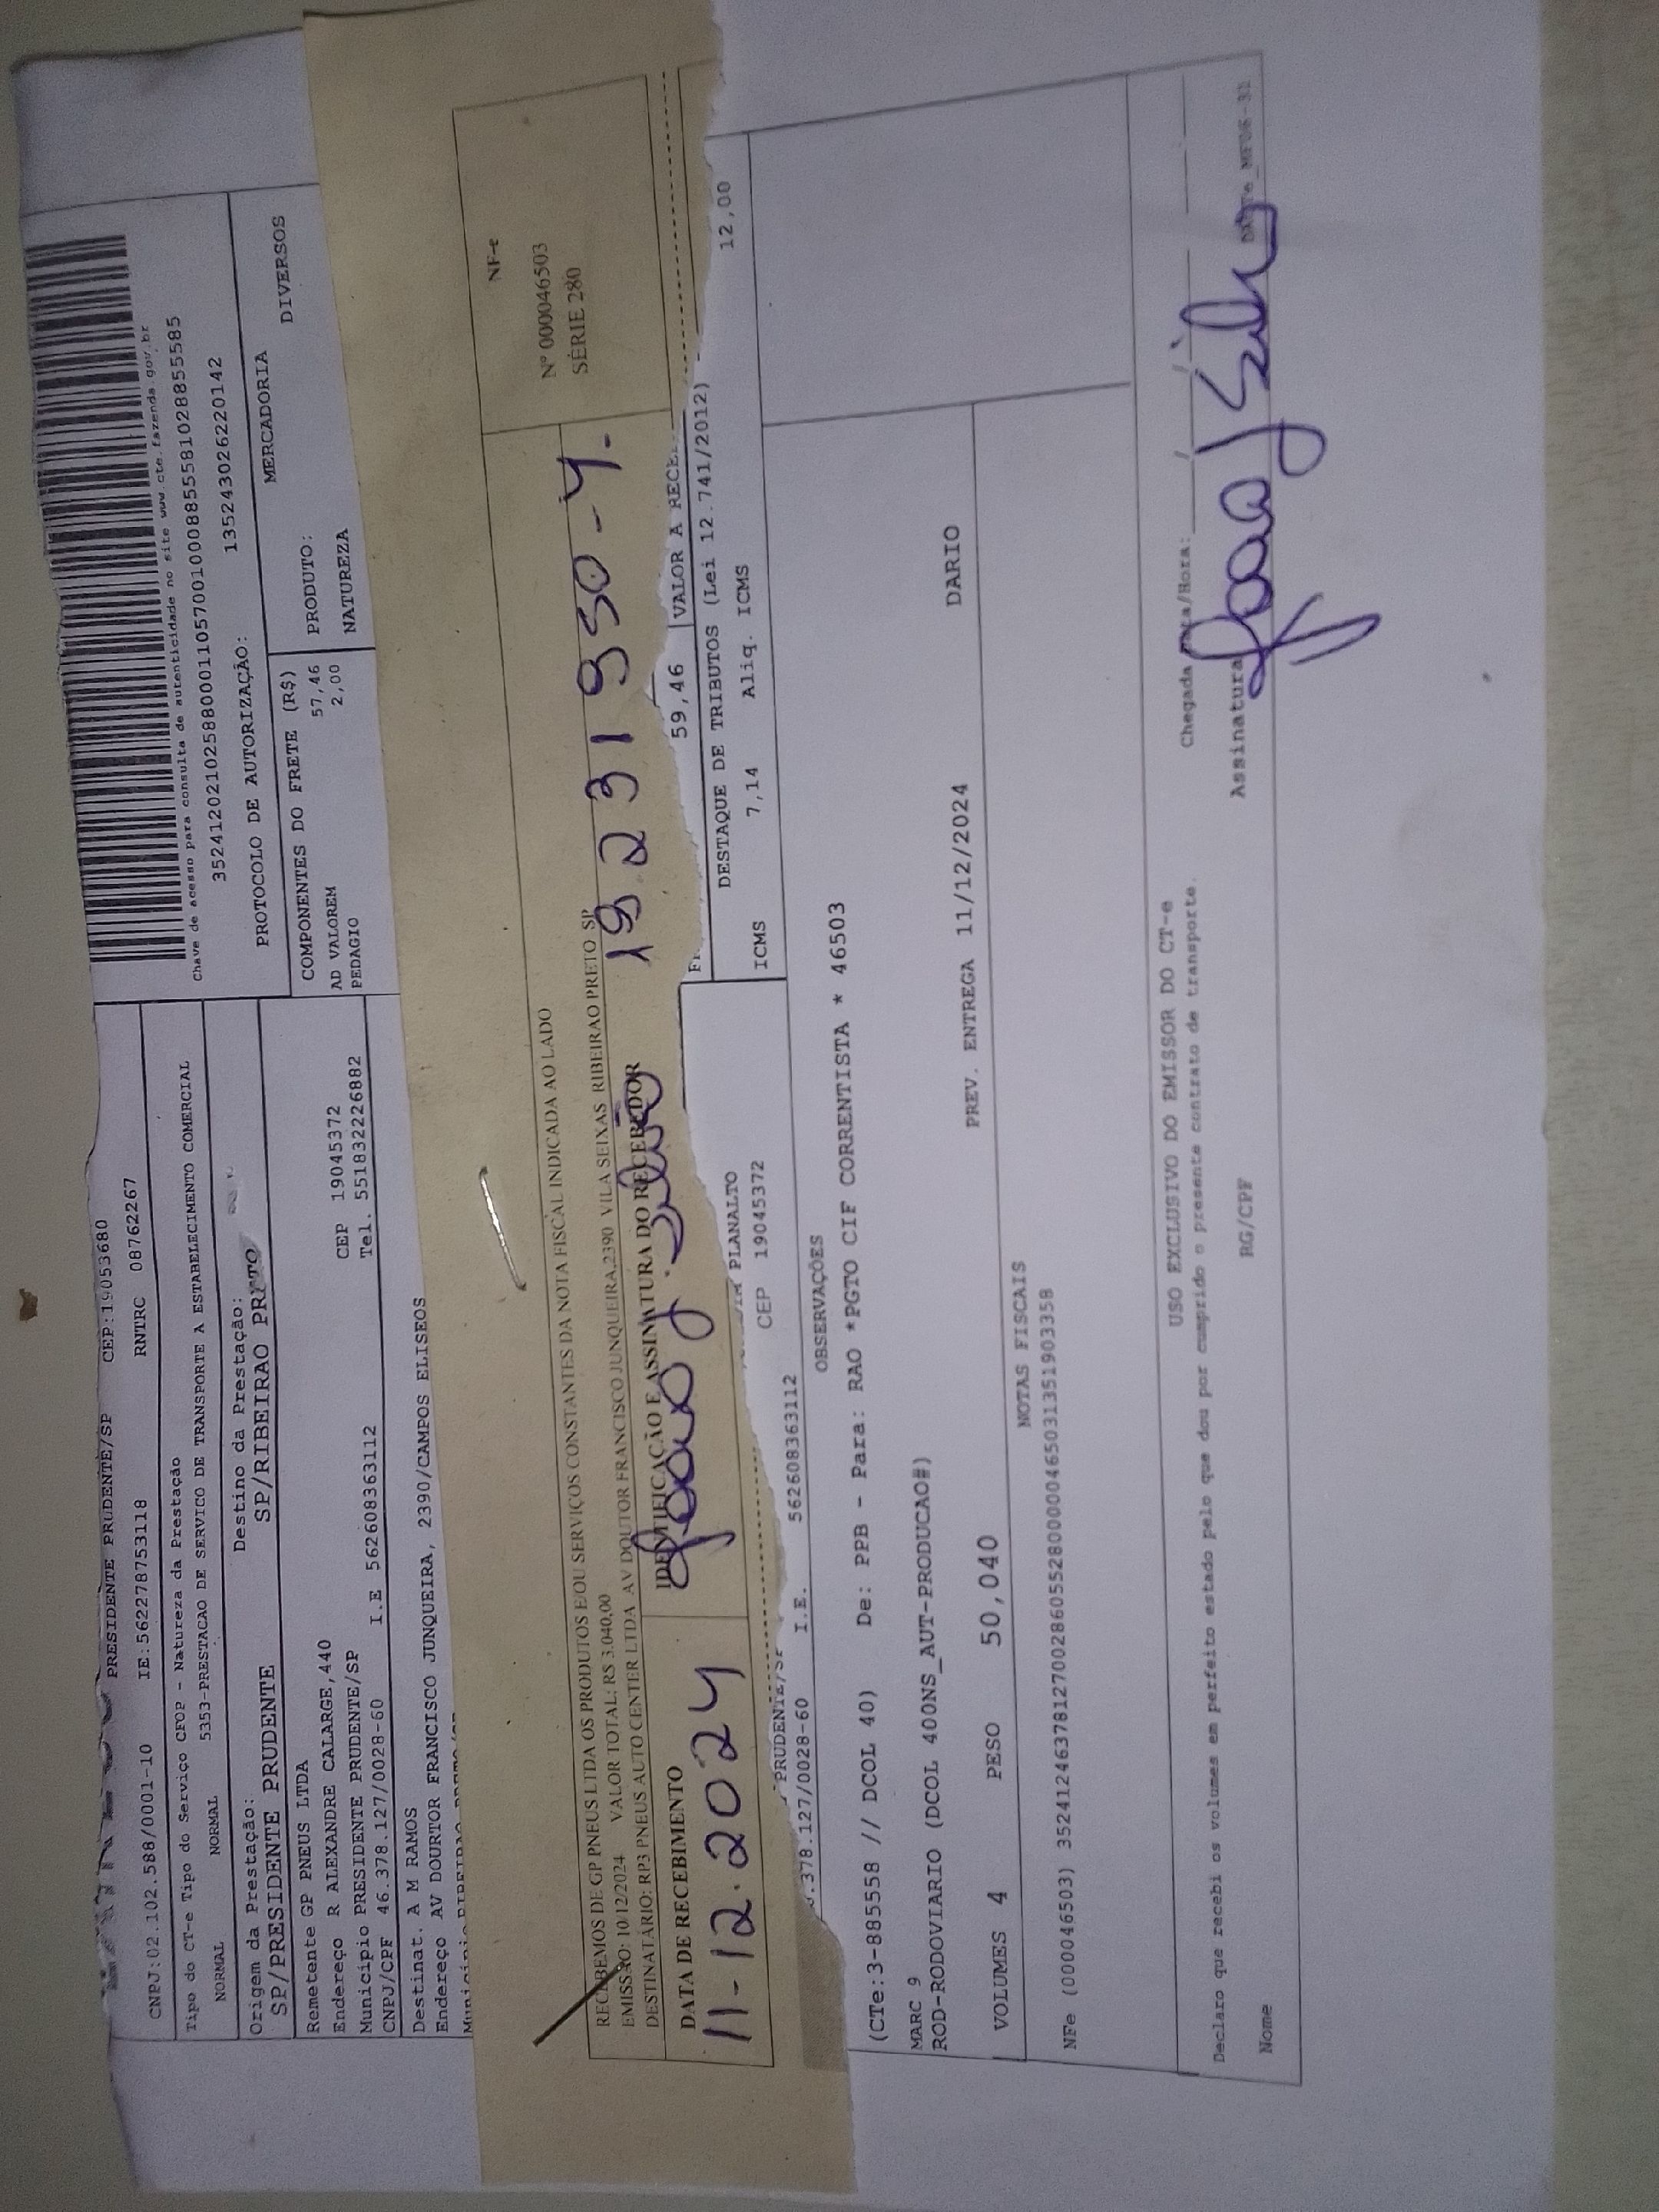 PRESIDENTE PRUDENTE/SP CEP:19053680
CNPJ:02.102.588/0001-10 IE:562278753118 RNTRC 08762267
Tipo do CT-e Tipo do Serviço CFOP - Natureza da Prestação
NORMAL NORMAL 5353-PRESTACAO DE SERVICO DE TRANSPORTE A ESTABELECIMENTO COMERCIAL
Origem da Prestação: Destino da Prestação:
SP/PRESIDENTE PRUDENTE SP/RIBEIRAO PRETO
Remetente GP PNEUS LTDA
Endereço R ALEXANDRE CALARGE,440 CEP 19045372
Município PRESIDENTE PRUDENTE/SP Tel. 551832226882
CNPJ/CPF 46.378.127/0028-60 I.E 562608363112
Destinat. A M RAMOS
Endereço AV DOURTOR FRANCISCO JUNQUEIRA, 2390/CAMPOS ELISEOS
Chave de acesso para consulta de autenticidade no site www.cte.fazenda.gov.br
35241202102588000110570010008855581028855585
PROTOCOLO DE AUTORIZAÇÃO: 135243026220142
COMPONENTES DO FRETE (R$) MERCADORIA
AD VALOREM 57,46 PRODUTO: DIVERSOS
PEDAGIO 2,00 NATUREZA
NF-e
Nº 000046503
SÉRIE 280
RECEBEMOS DE GP PNEUS LTDA OS PRODUTOS E/OU SERVIÇOS CONSTANTES DA NOTA FISCAL INDICADA AO LADO
EMISSÃO: 10/12/2024 VALOR TOTAL: R$ 3.040,00
DESTINATÁRIO: RP3 PNEUS AUTO CENTER LTDA AV DOUTOR FRANCISCO JUNQUEIRA,2390 VILA SEIXAS RIBEIRAO PRETO SP
DATA DE RECEBIMENTO IDENTIFICAÇÃO E ASSINATURA DO RECEBEDOR
11-12-2024 19231930-4.
59,46 VALOR A RECE
DESTAQUE DE TRIBUTOS (Lei 12.741/2012)
ICMS 7,14 Aliq. ICMS 12,00
PRUDENTE/SP PLANALTO
CEP 19045372
.378.127/0028-60 I.E. 562608363112
OBSERVAÇÕES
(CTe:3-885558 // DCOL 40) De: PPB - Para: RAO *PGTO CIF CORRENTISTA * 46503
MARC 9
ROD-RODOVIARIO (DCOL 400NS_AUT-PRODUCAO#) DARIO
VOLUMES 4 PESO 50,040 PREV. ENTREGA 11/12/2024
NOTAS FISCAIS
NFe (000046503) 35241246378127002860552800000465031351903358
USO EXCLUSIVO DO EMISSOR DO CT-e
Declaro que recebi os volumes em perfeito estado pelo que dou por cumprido o presente contrato de transporte.
Chegada Data/Hora:
Nome RG/CPF Assinatura